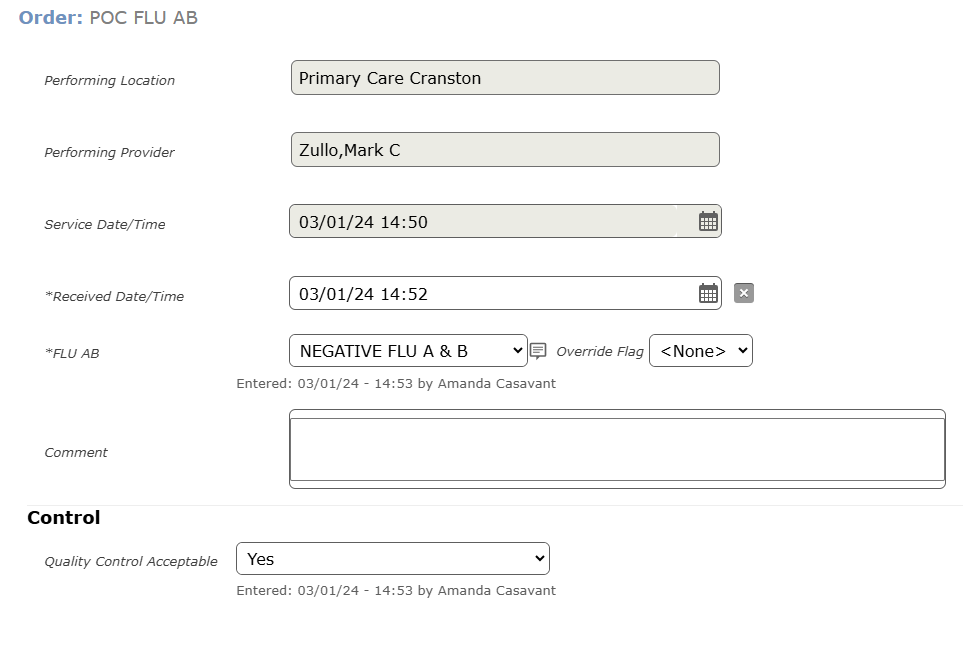 Order: POC FLU AB
Performing Location Primary Care Cranston
Performing Provider Zullo,Mark C
Service Date/Time 03/01/24 14:50
*Received Date/Time 03/01/24 14:52
*FLU AB NEGATIVE FLU A & B Override Flag <None>
Entered: 03/01/24 - 14:53 by Amanda Casavant
Comment
Control
Quality Control Acceptable Yes
Entered: 03/01/24 - 14:53 by Amanda Casavant